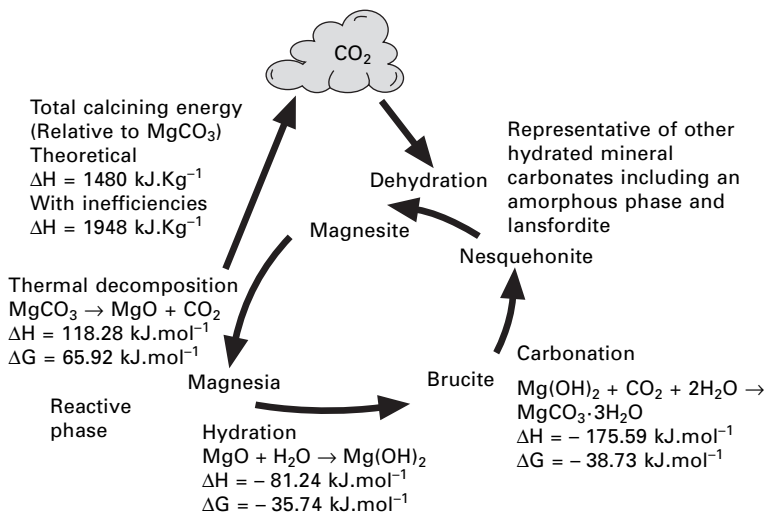 CO₂
Total calcining energy
(Relative to MgCO₃)
Theoretical
ΔH = 1480 kJ.Kg⁻¹
With inefficiencies
ΔH = 1948 kJ.Kg⁻¹
Representative of other
hydrated mineral
carbonates including an
amorphous phase and
lansfordite
Dehydration
Magnesite
Nesquehonite
Thermal decomposition
MgCO₃ → MgO + CO₂
ΔH = 118.28 kJ.mol⁻¹
ΔG = 65.92 kJ.mol⁻¹
Magnesia
Brucite
Reactive
phase
Carbonation
Mg(OH)₂ + CO₂ + 2H₂O →
MgCO₃·3H₂O
ΔH = – 175.59 kJ.mol⁻¹
ΔG = – 38.73 kJ.mol⁻¹
Hydration
MgO + H₂O → Mg(OH)₂
ΔH = – 81.24 kJ.mol⁻¹
ΔG = – 35.74 kJ.mol⁻¹